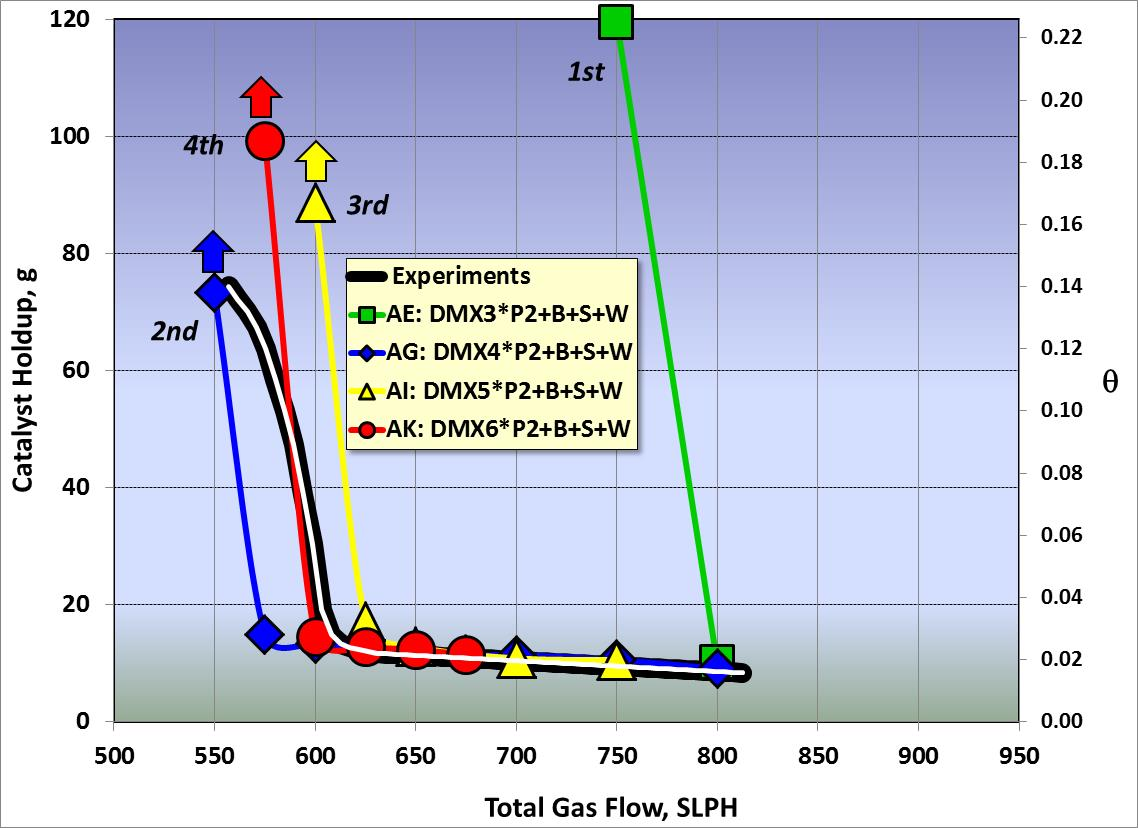 120
100
80
60
40
20
0
Catalyst Holdup, g
0.22
0.20
0.18
0.16
0.14
0.12
0.10
0.08
0.06
0.04
0.02
0.00
θ
1st
4th
3rd
2nd
Experiments
AE: DMX3*P2+B+S+W
AG: DMX4*P2+B+S+W
AI: DMX5*P2+B+S+W
AK: DMX6*P2+B+S+W
500 550 600 650 700 750 800 850 900 950
Total Gas Flow, SLPH